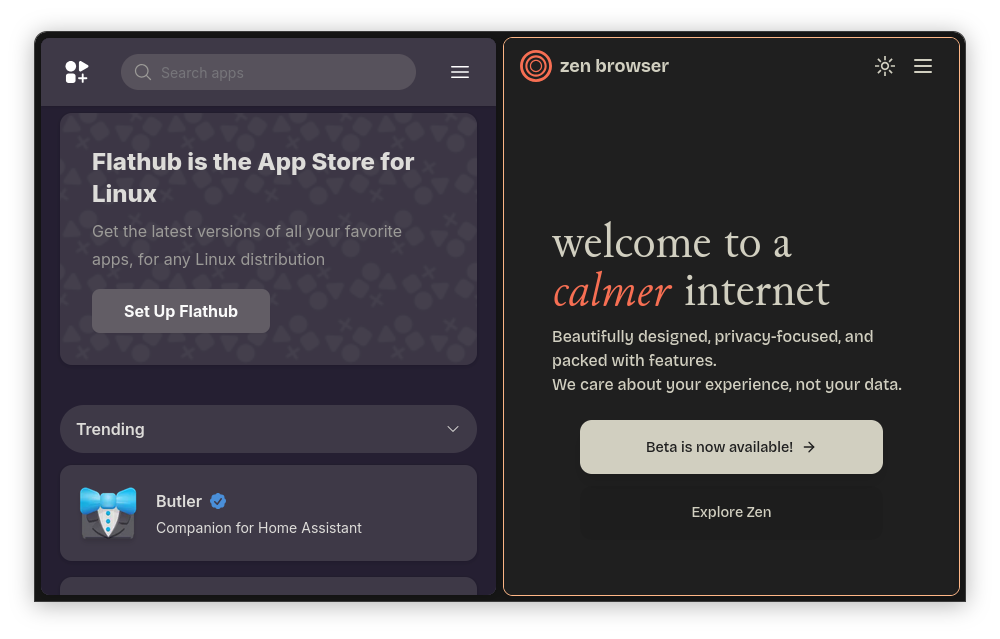 Search apps
Flathub is the App Store for
Linux
Get the latest versions of all your favorite
apps, for any Linux distribution
Set Up Flathub
Trending
Butler
Companion for Home Assistant
zen browser
welcome to a
calmer internet
Beautifully designed, privacy-focused, and
packed with features.
We care about your experience, not your data.
Beta is now available!
Explore Zen